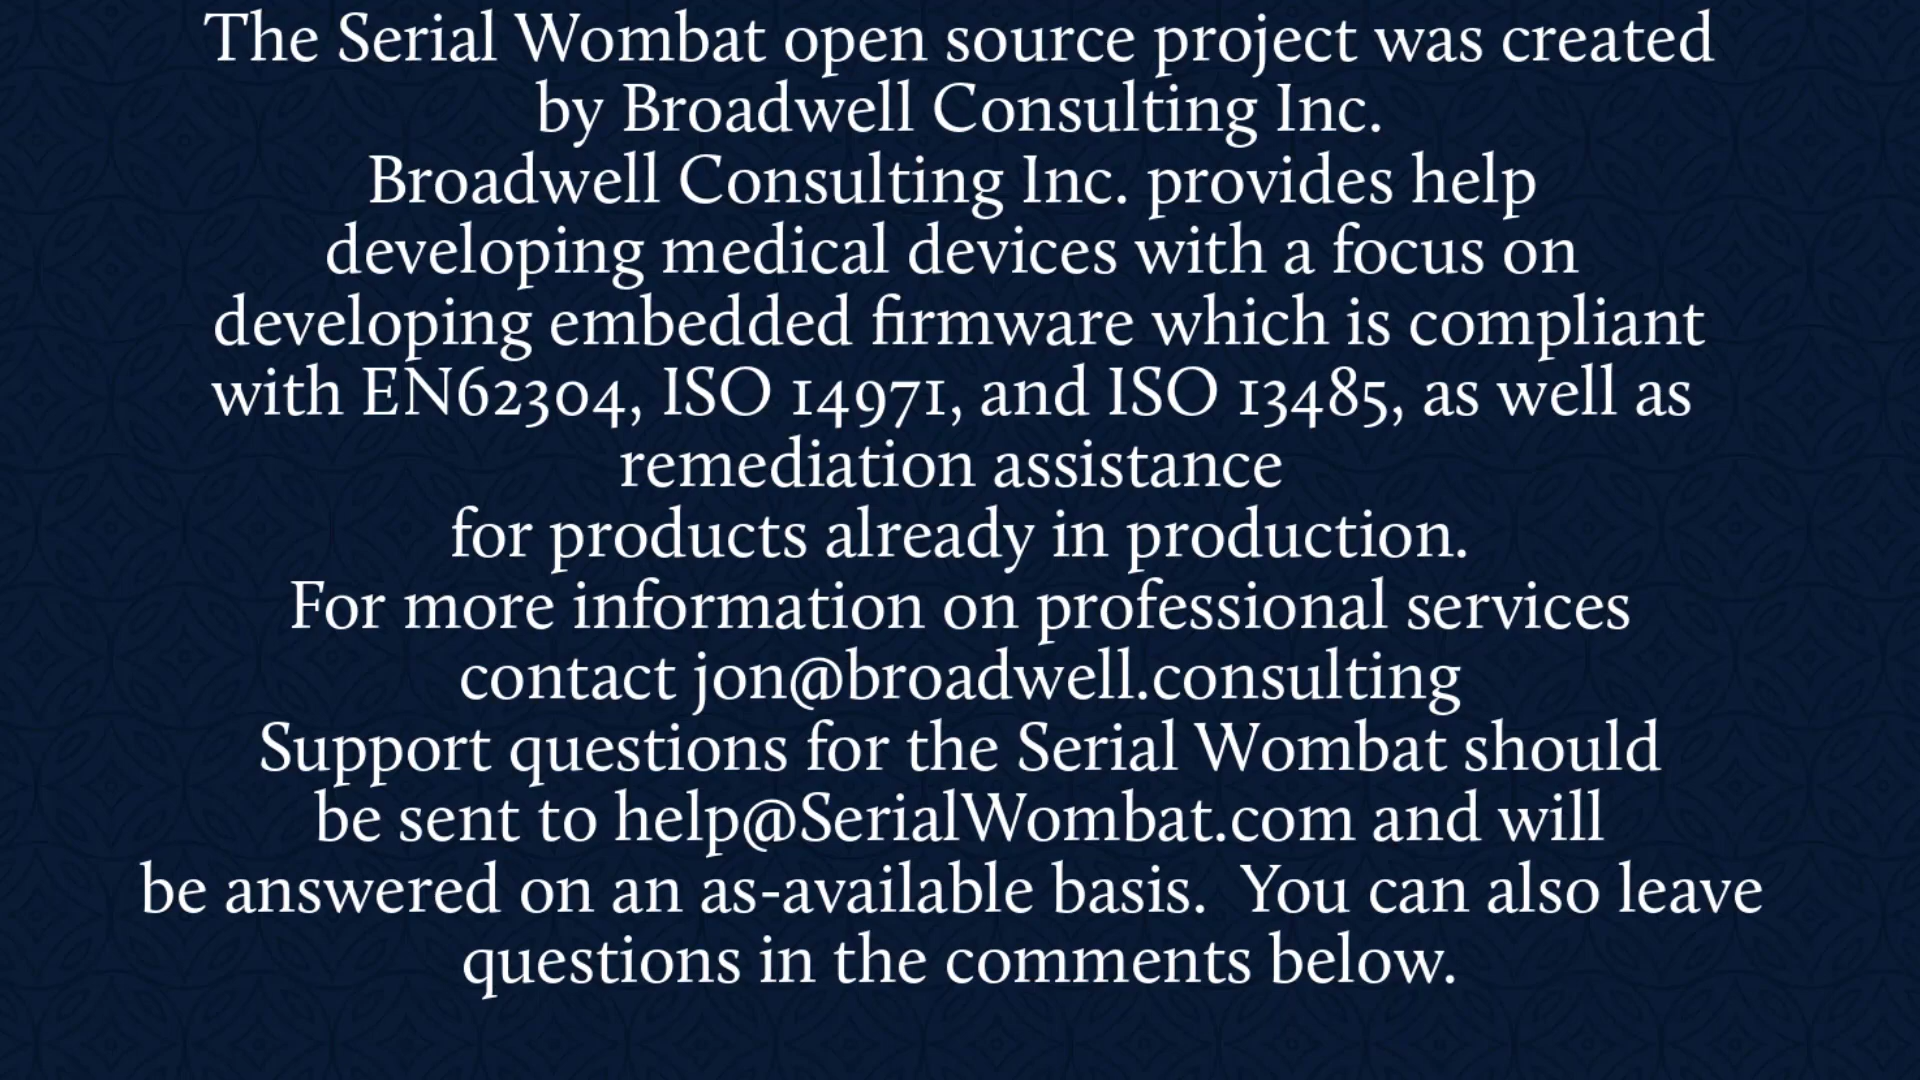 The Serial Wombat open source project was created
by Broadwell Consulting Inc.
Broadwell Consulting Inc. provides help
developing medical devices with a focus on
developing embedded firmware which is compliant
with EN62304, ISO 14971, and ISO 13485, as well as
remediation assistance
for products already in production.
For more information on professional services
contact jon@broadwell.consulting
Support questions for the Serial Wombat should
be sent to help@SerialWombat.com and will
be answered on an as-available basis.  You can also leave
questions in the comments below.